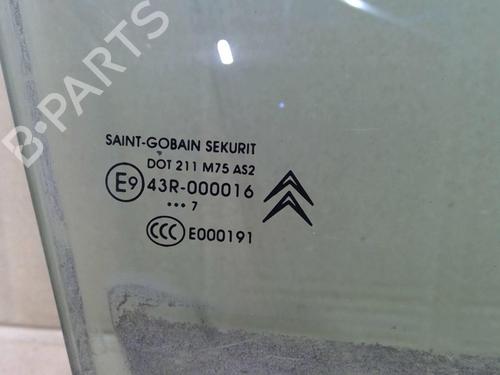 B-PARTS
SAINT-GOBAIN SEKURIT
DOT 211 M75 AS2
E9 43R-000016
••• 7
CCC E000191